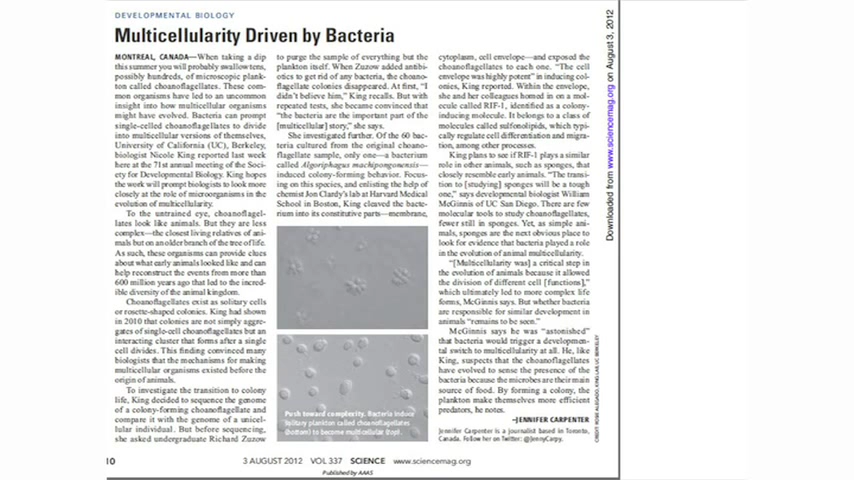 DEVELOPMENTAL BIOLOGY
Multicellularity Driven by Bacteria
MONTREAL, CANADA—When taking a dip
this summer you will probably swallow tens,
possibly hundreds, of microscopic plank-
ton called choanoflagellates. These com-
mon organisms have led to an uncommon
insight into how multicellular organisms
might have evolved. Bacteria can prompt
single-celled choanoflagellates to divide
into multicellular versions of themselves,
University of California (UC), Berkeley,
biologist Nicole King reported last week
here at the 71st annual meeting of the Soci-
ety for Developmental Biology. King hopes
the work will prompt biologists to look more
closely at the role of microorganisms in the
evolution of multicellularity.
To the untrained eye, choanoflagel-
lates look like animals. But they are less
complex—the closest living relatives of ani-
mals but on an older branch of the tree of life.
As such, these organisms can provide clues
about what early animals looked like and can
help reconstruct the events from more than
600 million years ago that led to the incred-
ible diversity of the animal kingdom.
Choanoflagellates exist as solitary cells
or rosette-shaped colonies. King had shown
in 2010 that colonies are not simply aggre-
gates of single-cell choanoflagellates but an
interacting cluster that forms after a single
cell divides. This finding convinced many
biologists that the mechanisms for making
multicellular organisms existed before the
origin of animals.
To investigate the transition to colony
life, King decided to sequence the genome
of a colony-forming choanoflagellate and
compare it with the genome of a unicel-
lular individual. But before sequencing,
she asked undergraduate Richard Zuzow
to purge the sample of everything but the
plankton itself. When Zuzow added antibi-
otics to get rid of any bacteria, the choano-
flagellate colonies disappeared. At first, "I
didn't believe him," King recalls. But with
repeated tests, she became convinced that
"the bacteria are the important part of the
[multicellular] story," she says.
She investigated further. Of the 60 bac-
teria cultured from the original choano-
flagellate sample, only one—a bacterium
called Algoriphagus machipongonensis—
induced colony-forming behavior. Focus-
ing on this species, and enlisting the help of
chemist Jon Clardy's lab at Harvard Medical
School in Boston, King cleaved the bacte-
rium into its constitutive parts—membrane,
Push toward complexity. Bacteria induce
solitary plankton called choanoflagellates
(bottom) to become multicellular (top).
cytoplasm, cell envelope—and exposed the
choanoflagellates to each one. "The cell
envelope was highly potent" in inducing col-
onies, King reported. Within the envelope,
she and her colleagues homed in on a mol-
ecule called RIF-1, identified as a colony-
inducing molecule. It belongs to a class of
molecules called sulfonolipids, which typi-
cally regulate cell differentiation and migra-
tion, among other processes.
King plans to see if RIF-1 plays a similar
role in other animals, such as sponges, that
closely resemble early animals. "The transi-
tion to [studying] sponges will be a tough
one," says developmental biologist William
McGinnis of UC San Diego. There are few
molecular tools to study choanoflagellates,
fewer still in sponges. Yet, as simple ani-
mals, sponges are the next obvious place to
look for evidence that bacteria played a role
in the evolution of animal multicellularity.
"[Multicellularity was] a critical step in
the evolution of animals because it allowed
the division of different cell [functions],"
which ultimately led to more complex life
forms, McGinnis says. But whether bacteria
are responsible for similar development in
animals "remains to be seen."
McGinnis says he was "astonished"
that bacteria would trigger a developmen-
tal switch to multicellularity at all. He, like
King, suspects that the choanoflagellates
have evolved to sense the presence of the
bacteria because the microbes are their main
source of food. By forming a colony, the
plankton make themselves more efficient
predators, he notes.
–JENNIFER CARPENTER
Jennifer Carpenter is a journalist based in Toronto,
Canada. Follow her on Twitter: @JennyCarpy.
CREDIT: ROSIE ALEGADO, KING LAB, UC BERKELEY
Downloaded from www.sciencemag.org on August 3, 2012
10
3 AUGUST 2012 VOL 337 SCIENCE www.sciencemag.org
Published by AAAS